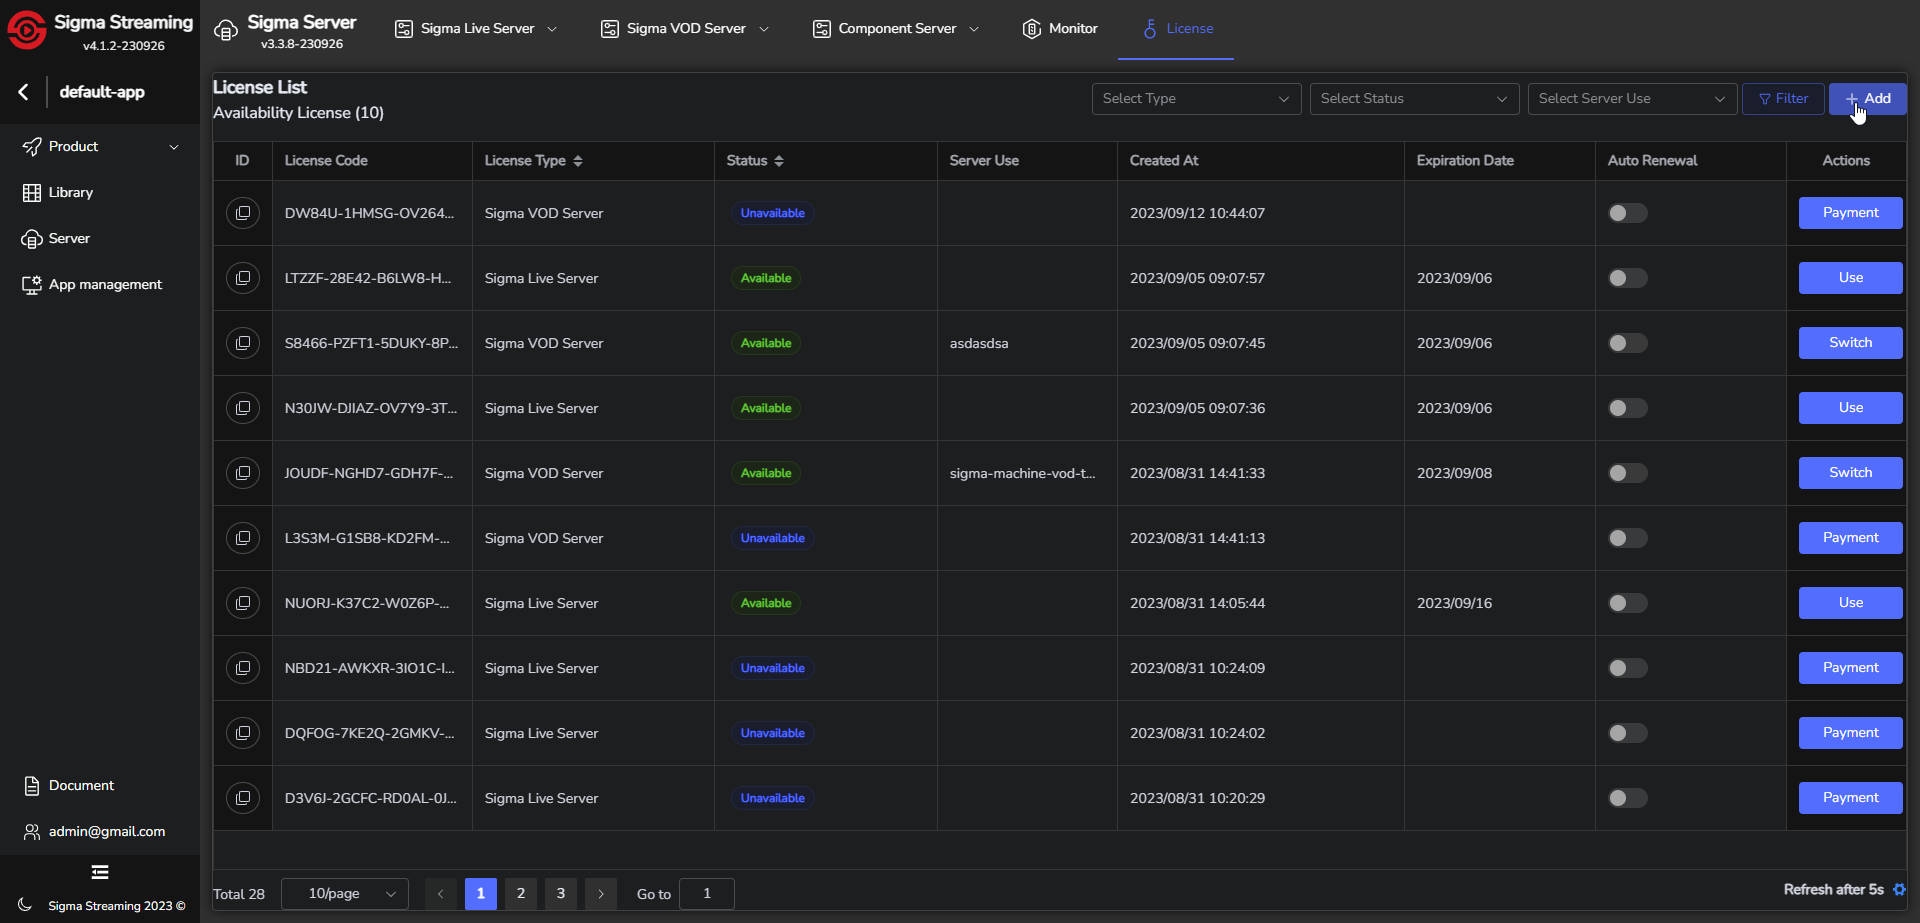 Sigma Streaming
v4.1.2-230926
Sigma Server
v3.3.8-230926
Sigma Live Server
Sigma VOD Server
Component Server
Monitor
License
default-app
Product
Library
Server
App management
Document
admin@gmail.com
Sigma Streaming 2023 ©
License List
Availability License (10)
Select Type
Select Status
Select Server Use
Filter
Add
ID License Code License Type Status Server Use Created At Expiration Date Auto Renewal Actions
DW84U-1HMSG-OV264... Sigma VOD Server Unavailable 2023/09/12 10:44:07 Payment
LTZZF-28E42-B6LW8-H... Sigma Live Server Available 2023/09/05 09:07:57 2023/09/06 Use
S8466-PZFT1-5DUKY-8P... Sigma VOD Server Available asdasdsa 2023/09/05 09:07:45 2023/09/06 Switch
N30JW-DJIAZ-OV7Y9-3T... Sigma Live Server Available 2023/09/05 09:07:36 2023/09/06 Use
JOUDF-NGHD7-GDH7F-... Sigma VOD Server Available sigma-machine-vod-t... 2023/08/31 14:41:33 2023/09/08 Switch
L3S3M-G1SB8-KD2FM-... Sigma VOD Server Unavailable 2023/08/31 14:41:13 Payment
NUORJ-K37C2-W0Z6P-... Sigma Live Server Available 2023/08/31 14:05:44 2023/09/16 Use
NBD21-AWKXR-3IO1C-I... Sigma Live Server Unavailable 2023/08/31 10:24:09 Payment
DQFOG-7KE2Q-2GMKV-... Sigma Live Server Unavailable 2023/08/31 10:24:02 Payment
D3V6J-2GCFC-RD0AL-0J... Sigma Live Server Unavailable 2023/08/31 10:20:29 Payment
Total 28 10/page 1 2 3 Go to 1
Refresh after 5s